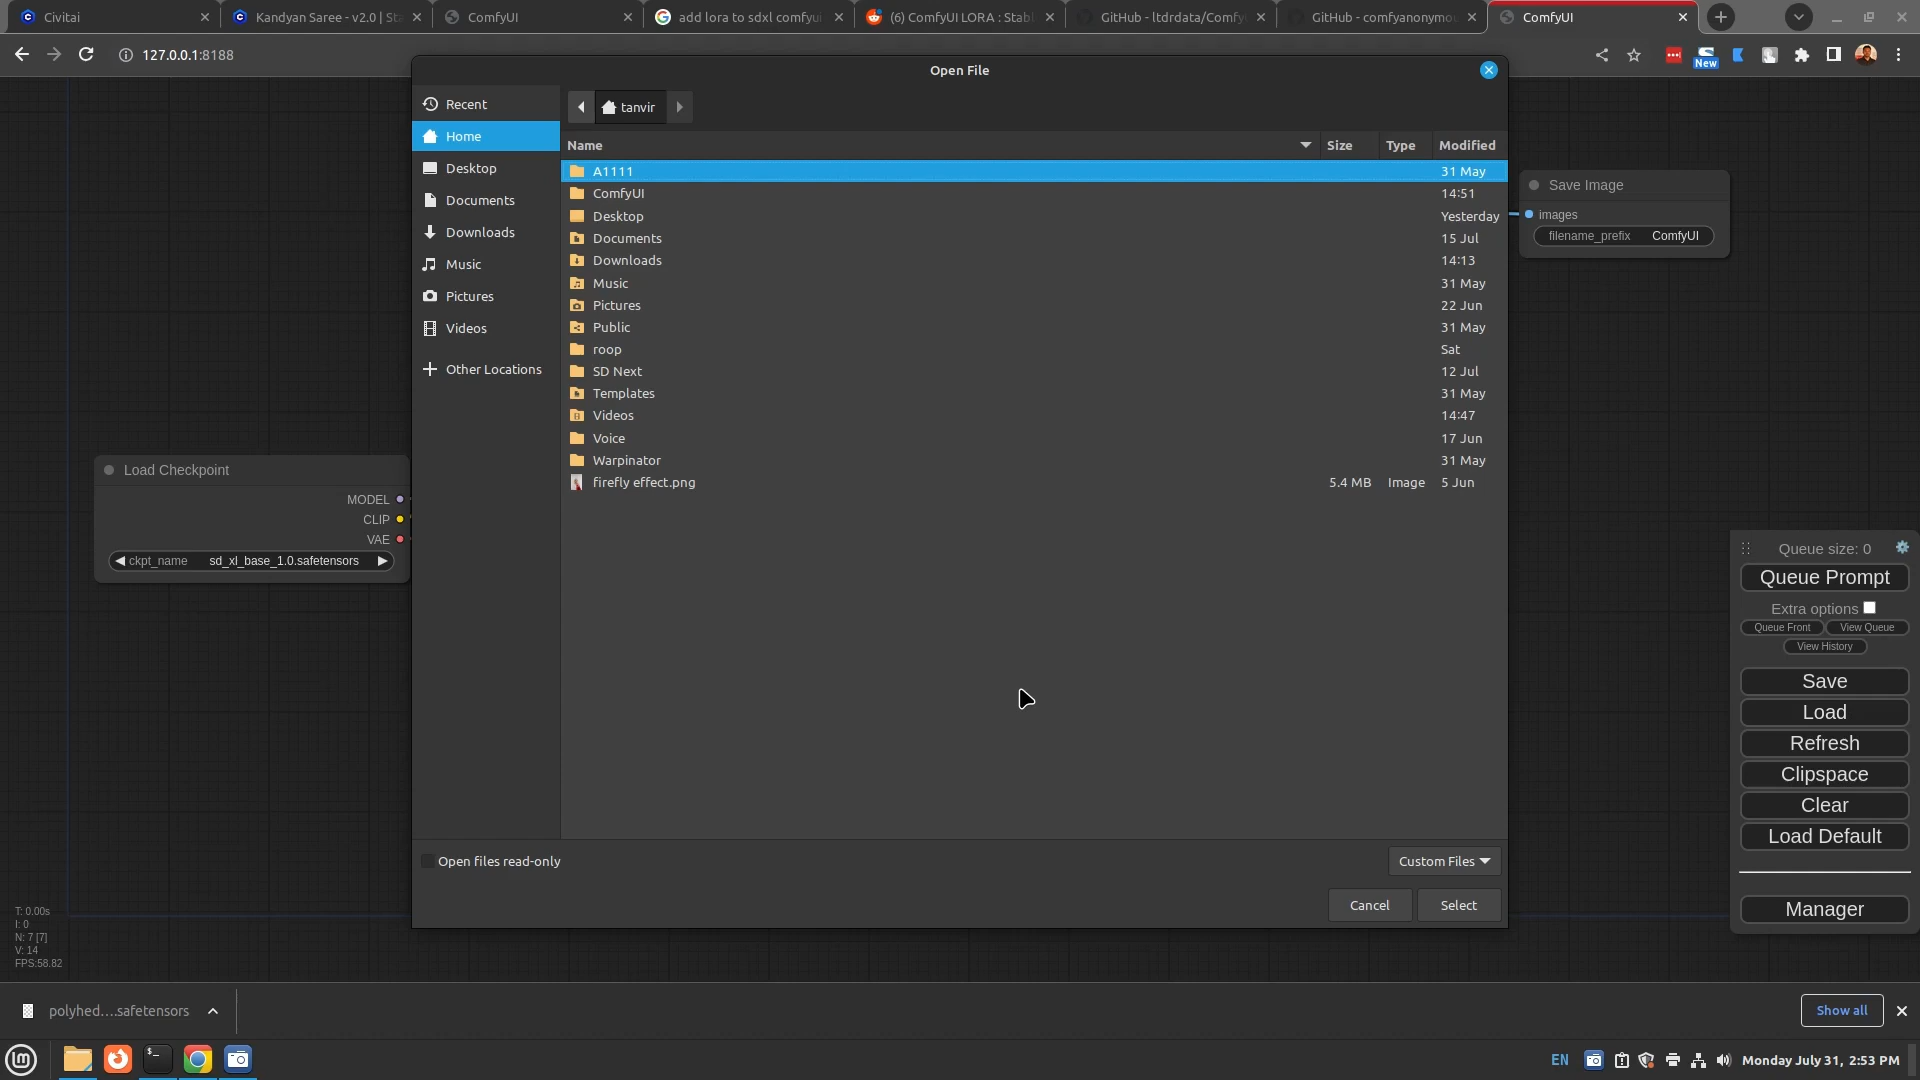 Civitai
Kandyan Saree - v2.0 | Sta
ComfyUI
add lora to sdxl comfyui
(6) ComfyUI LORA : Stabl
GitHub - ltdrdata/Comfy
GitHub - comfyanonymou
ComfyUI
127.0.0.1:8188
New
Open File
Recent
Home
Desktop
Documents
Downloads
Music
Pictures
Videos
Other Locations
tanvir
Name Size Type Modified
A1111 31 May
ComfyUI 14:51
Desktop Yesterday
Documents 15 Jul
Downloads 14:13
Music 31 May
Pictures 22 Jun
Public 31 May
roop Sat
SD Next 12 Jul
Templates 31 May
Videos 14:47
Voice 17 Jun
Warpinator 31 May
firefly effect.png 5.4 MB Image 5 Jun
Open files read-only
Custom Files
Cancel Select
Load Checkpoint
MODEL
CLIP
VAE
ckpt_name sd_xl_base_1.0.safetensors
Save Image
images
filename_prefix ComfyUI
Queue size: 0
Queue Prompt
Extra options
Queue Front View Queue
View History
Save
Load
Refresh
Clipspace
Clear
Load Default
Manager
T: 0.00s
I: 0
N: 7 [7]
V: 14
FPS:58.82
polyhed....safetensors
Show all
EN
Monday July 31, 2:53 PM